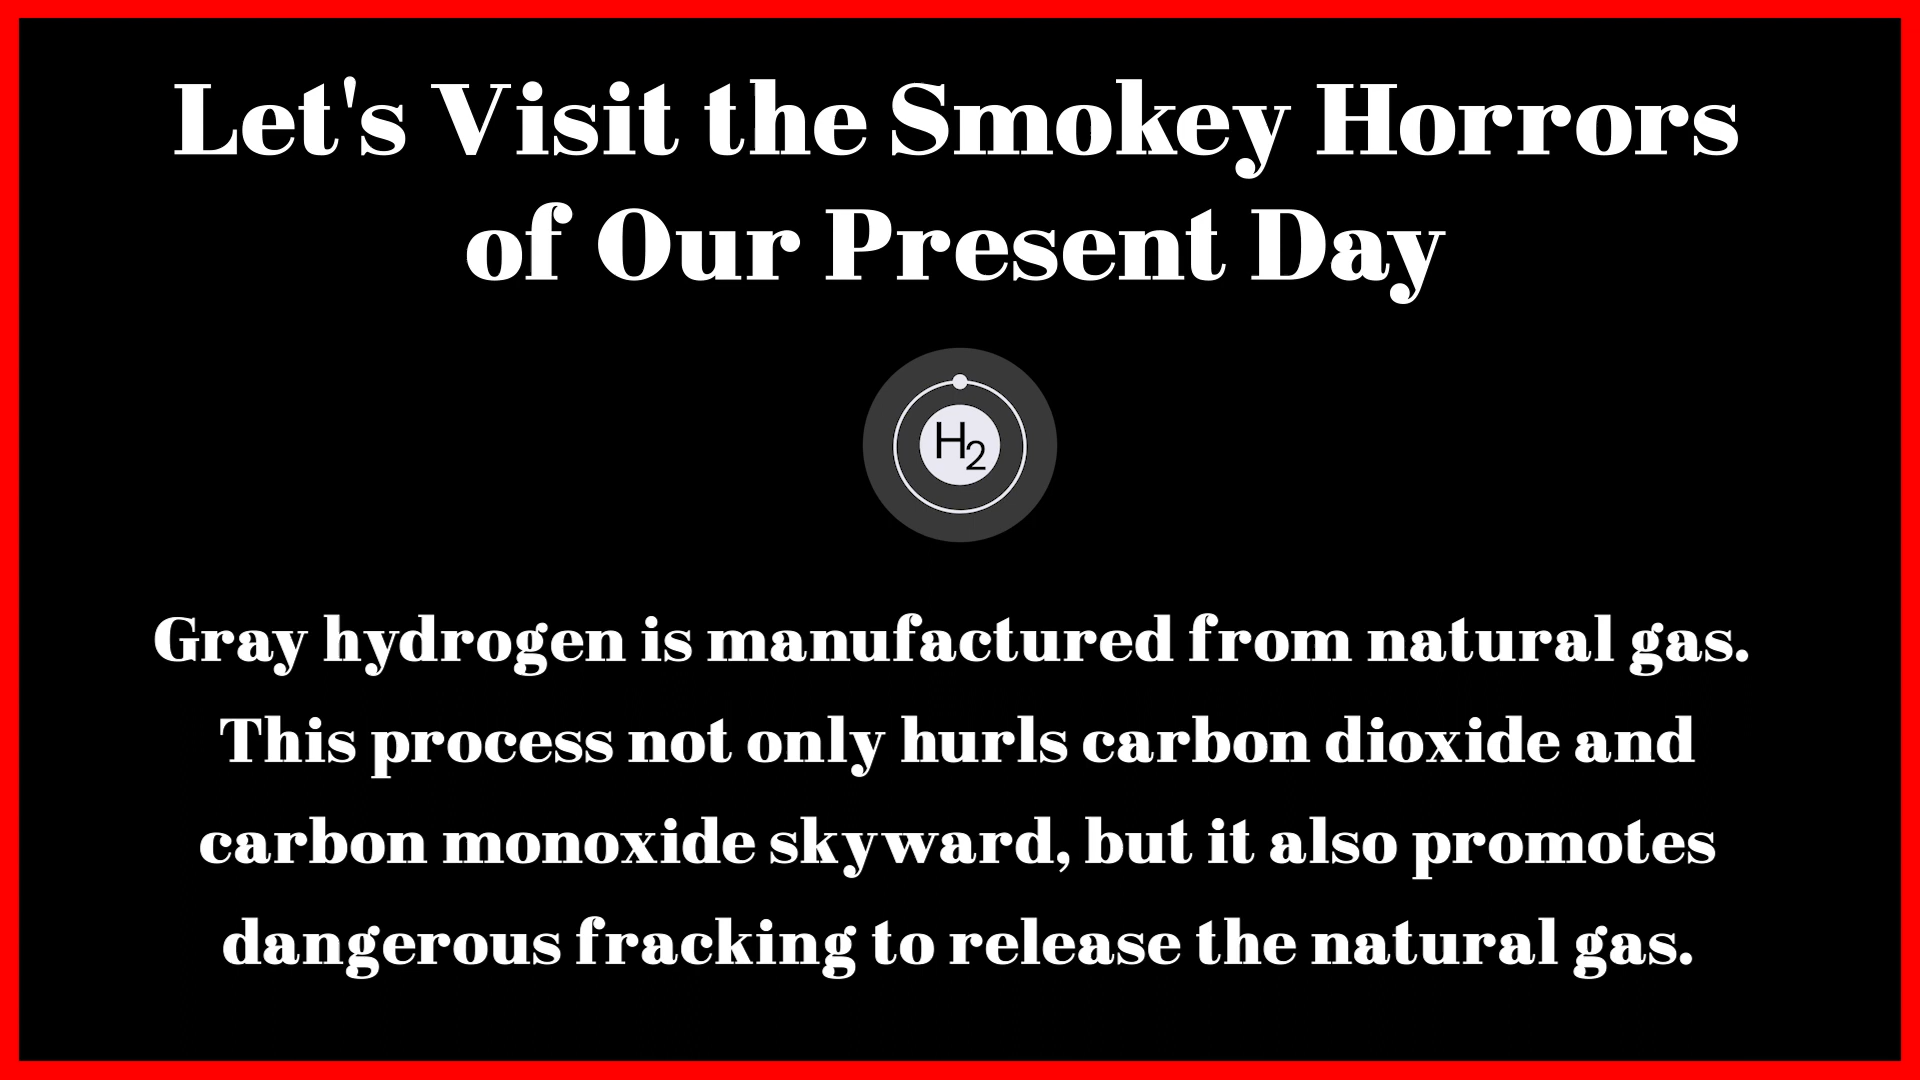 Let's Visit the Smokey Horrors
of Our Present Day
H2
Gray hydrogen is manufactured from natural gas.
This process not only hurls carbon dioxide and
carbon monoxide skyward, but it also promotes
dangerous fracking to release the natural gas.